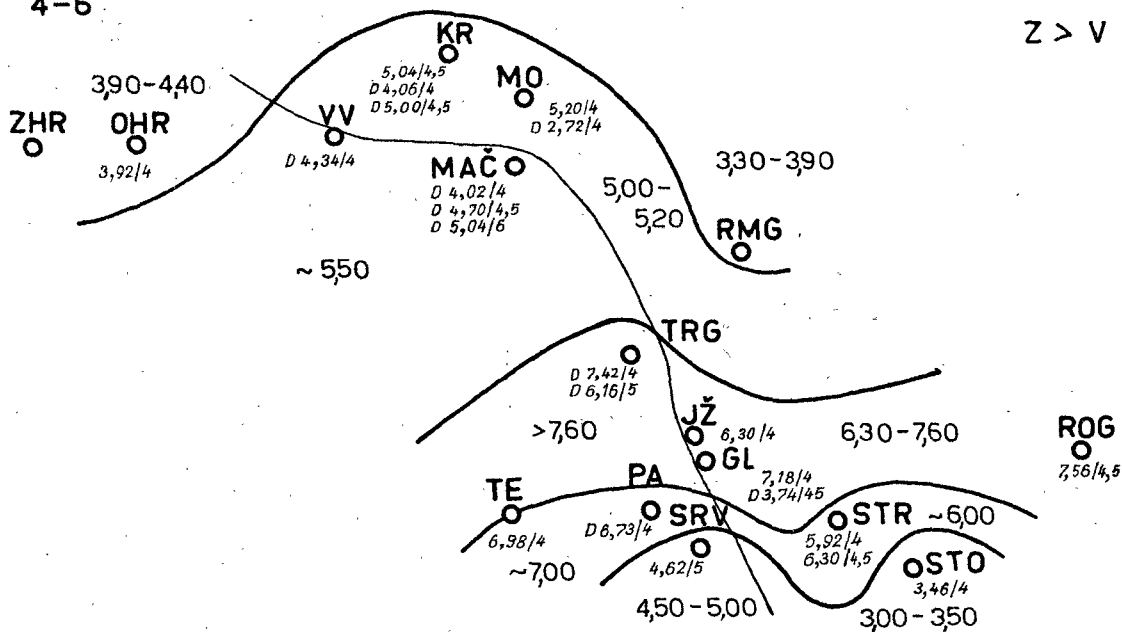 4-6
Z > V
KR
5,04/4,5
D 4,06/4
D 5,00/4,5
MO
5,20/4
D 2,72/4
3,90-4,40
ZHR
OHR
3,92/4
VV
D 4,34/4
MAČ
D 4,02/4
D 4,70/4,5
D 5,04/6
3,30-3,90
5,00-
5,20
RMG
~ 5,50
TRG
D 7,42/4
D 6,16/5
>7,60
JŽ
6,30/4
GL
7,18/4
D 3,74/45
6,30-7,60
ROG
7,56/4,5
TE
6,98/4
PA
D 6,73/4
SRV
4,62/5
STR
5,92/4
6,30/4,5
~6,00
~7,00
STO
3,46/4
4,50-5,00
3,00-3,50